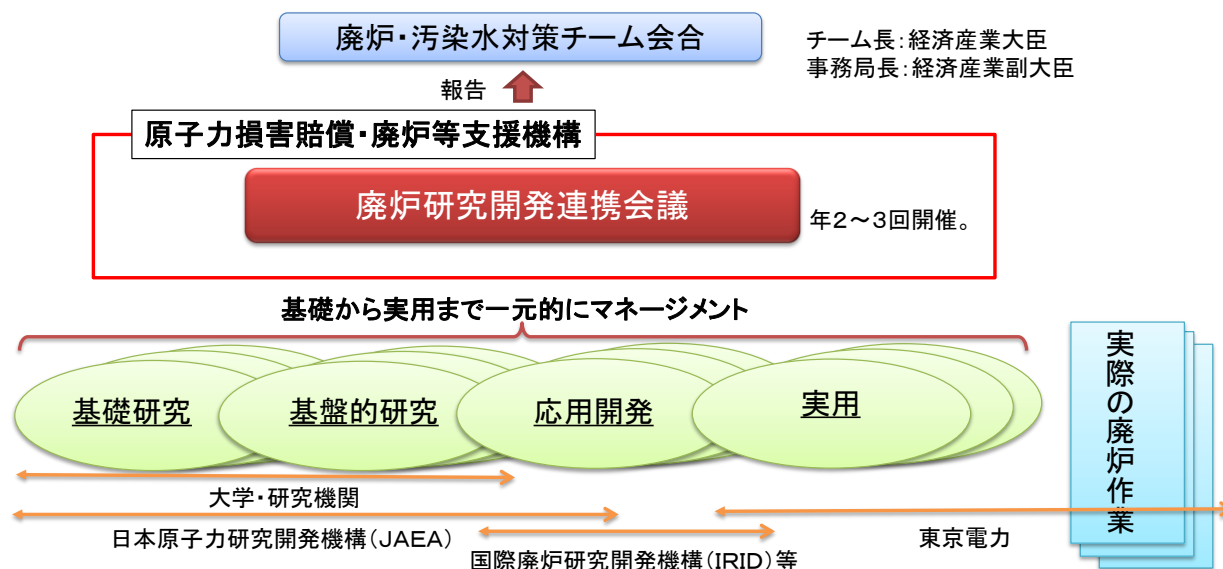 廃炉・汚染水対策チーム会合
チーム長：経済産業大臣
事務局長：経済産業副大臣
報告
原子力損害賠償・廃炉等支援機構
廃炉研究開発連携会議
年２～３回開催。
基礎から実用まで一元的にマネージメント
基礎研究
基盤的研究
応用開発
実用
実際の廃炉作業
大学・研究機関
日本原子力研究開発機構（JAEA）
国際廃炉研究開発機構（IRID）等
東京電力